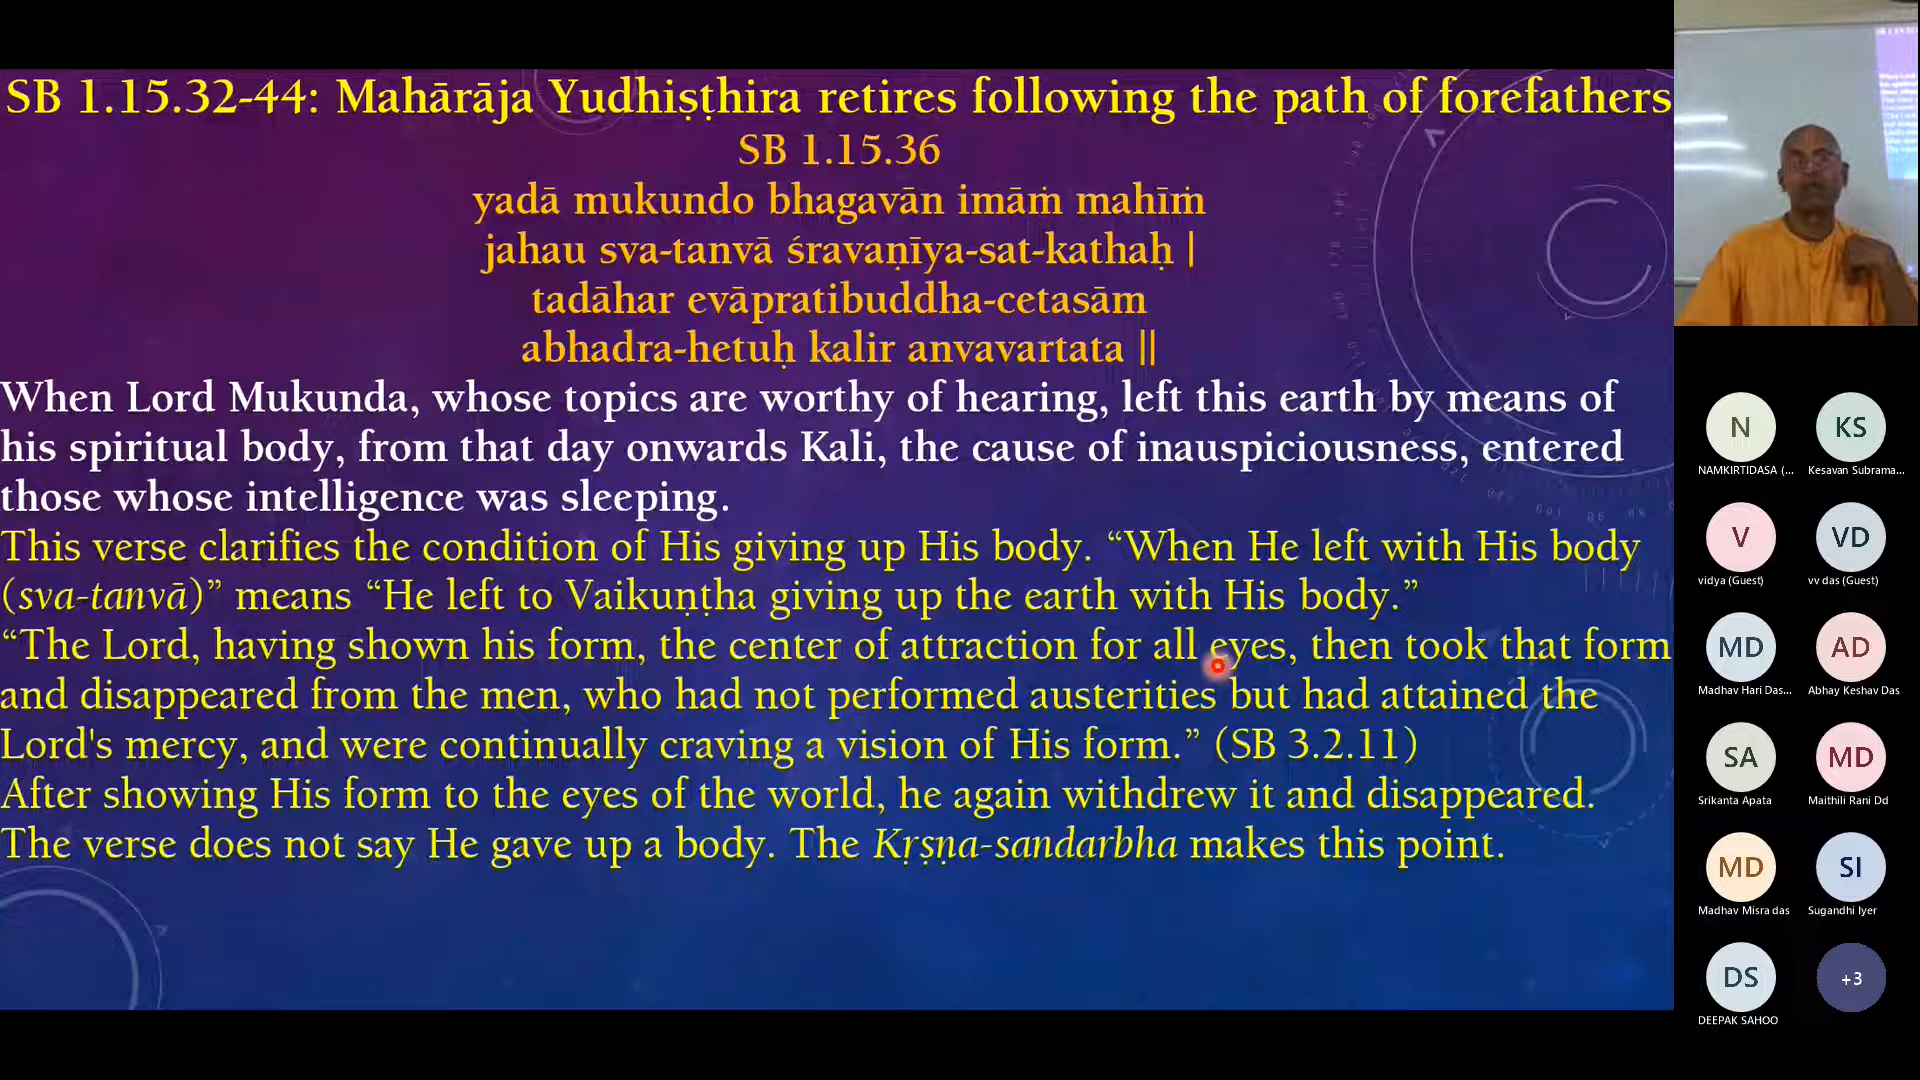 SB 1.15.32-44: Mahārāja Yudhiṣṭhira retires following the path of forefathers
SB 1.15.36
yadā mukundo bhagavān imāṁ mahīṁ
jahau sva-tanvā śravaṇīya-sat-kathaḥ |
tadāhar evāpratibuddha-cetasām
abhadra-hetuḥ kalir anvavartata ||
When Lord Mukunda, whose topics are worthy of hearing, left this earth by means of
his spiritual body, from that day onwards Kali, the cause of inauspiciousness, entered
those whose intelligence was sleeping.
This verse clarifies the condition of His giving up His body. “When He left with His body
(sva-tanvā)” means “He left to Vaikuṇṭha giving up the earth with His body.”
“The Lord, having shown his form, the center of attraction for all eyes, then took that form
and disappeared from the men, who had not performed austerities but had attained the
Lord's mercy, and were continually craving a vision of His form.” (SB 3.2.11)
After showing His form to the eyes of the world, he again withdrew it and disappeared.
The verse does not say He gave up a body. The Kṛṣṇa-sandarbha makes this point.
N KS
NAMKIRTIDASA (... Kesavan Subrama...
V VD
vidya (Guest) vv das (Guest)
MD AD
Madhav Hari Das... Abhay Keshav Das
SA MD
Srikanta Apata Maithili Rani Dd
MD SI
Madhav Misra das Sugandhi Iyer
DS +3
DEEPAK SAHOO